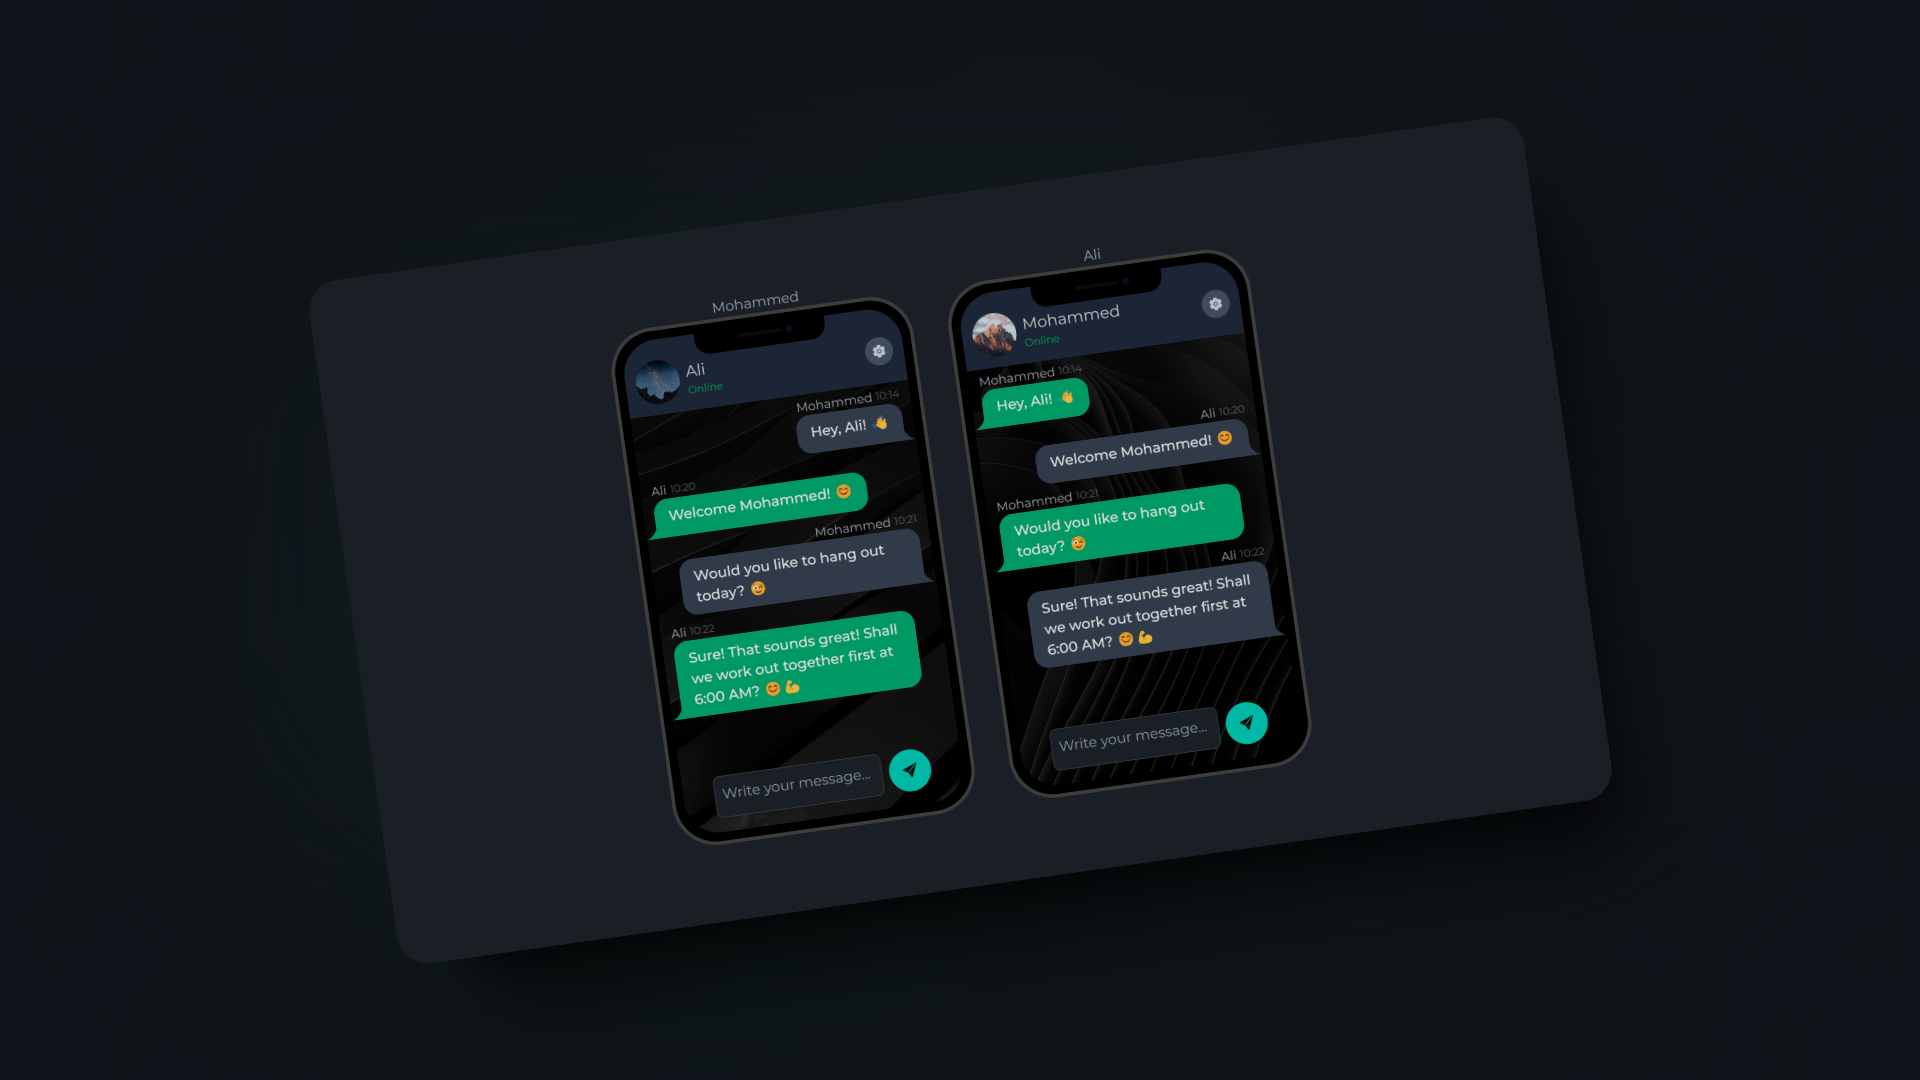 Mohammed
Ali
Online
Mohammed 10:14
Hey, Ali! 👋
Ali 10:20
Welcome Mohammed! 😊
Mohammed 10:21
Would you like to hang out
today? 😉
Ali 10:22
Sure! That sounds great! Shall
we work out together first at
6:00 AM? 😊 💪
Write your message...
Ali
Mohammed
Online
Mohammed 10:14
Hey, Ali! 👋
Ali 10:20
Welcome Mohammed! 😊
Mohammed 10:21
Would you like to hang out
today? 😉
Ali 10:22
Sure! That sounds great! Shall
we work out together first at
6:00 AM? 😊 💪
Write your message...